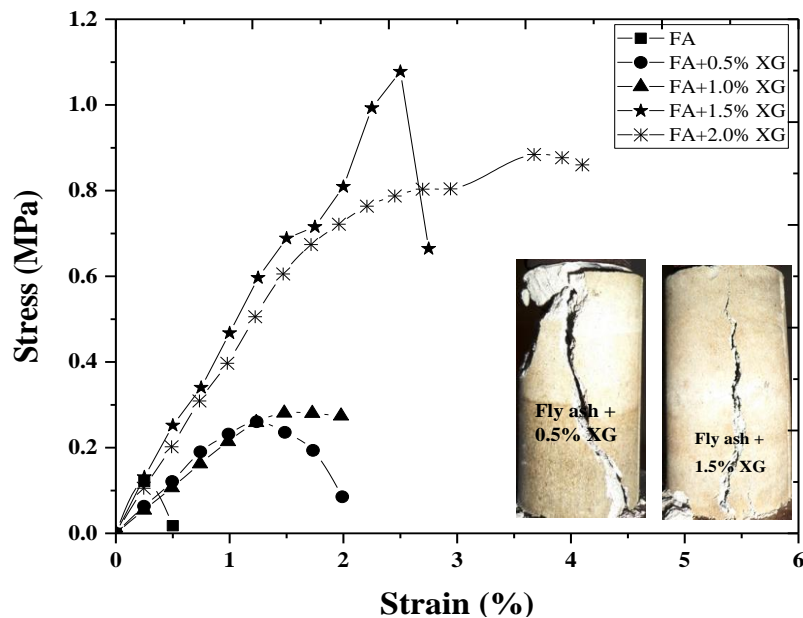 1.2
1.0
0.8
0.6
0.4
0.2
0.0
Stress (MPa)
FA
FA+0.5% XG
FA+1.0% XG
FA+1.5% XG
FA+2.0% XG
Fly ash +
0.5% XG
Fly ash +
1.5% XG
0 1 2 3 4 5 6
Strain (%)